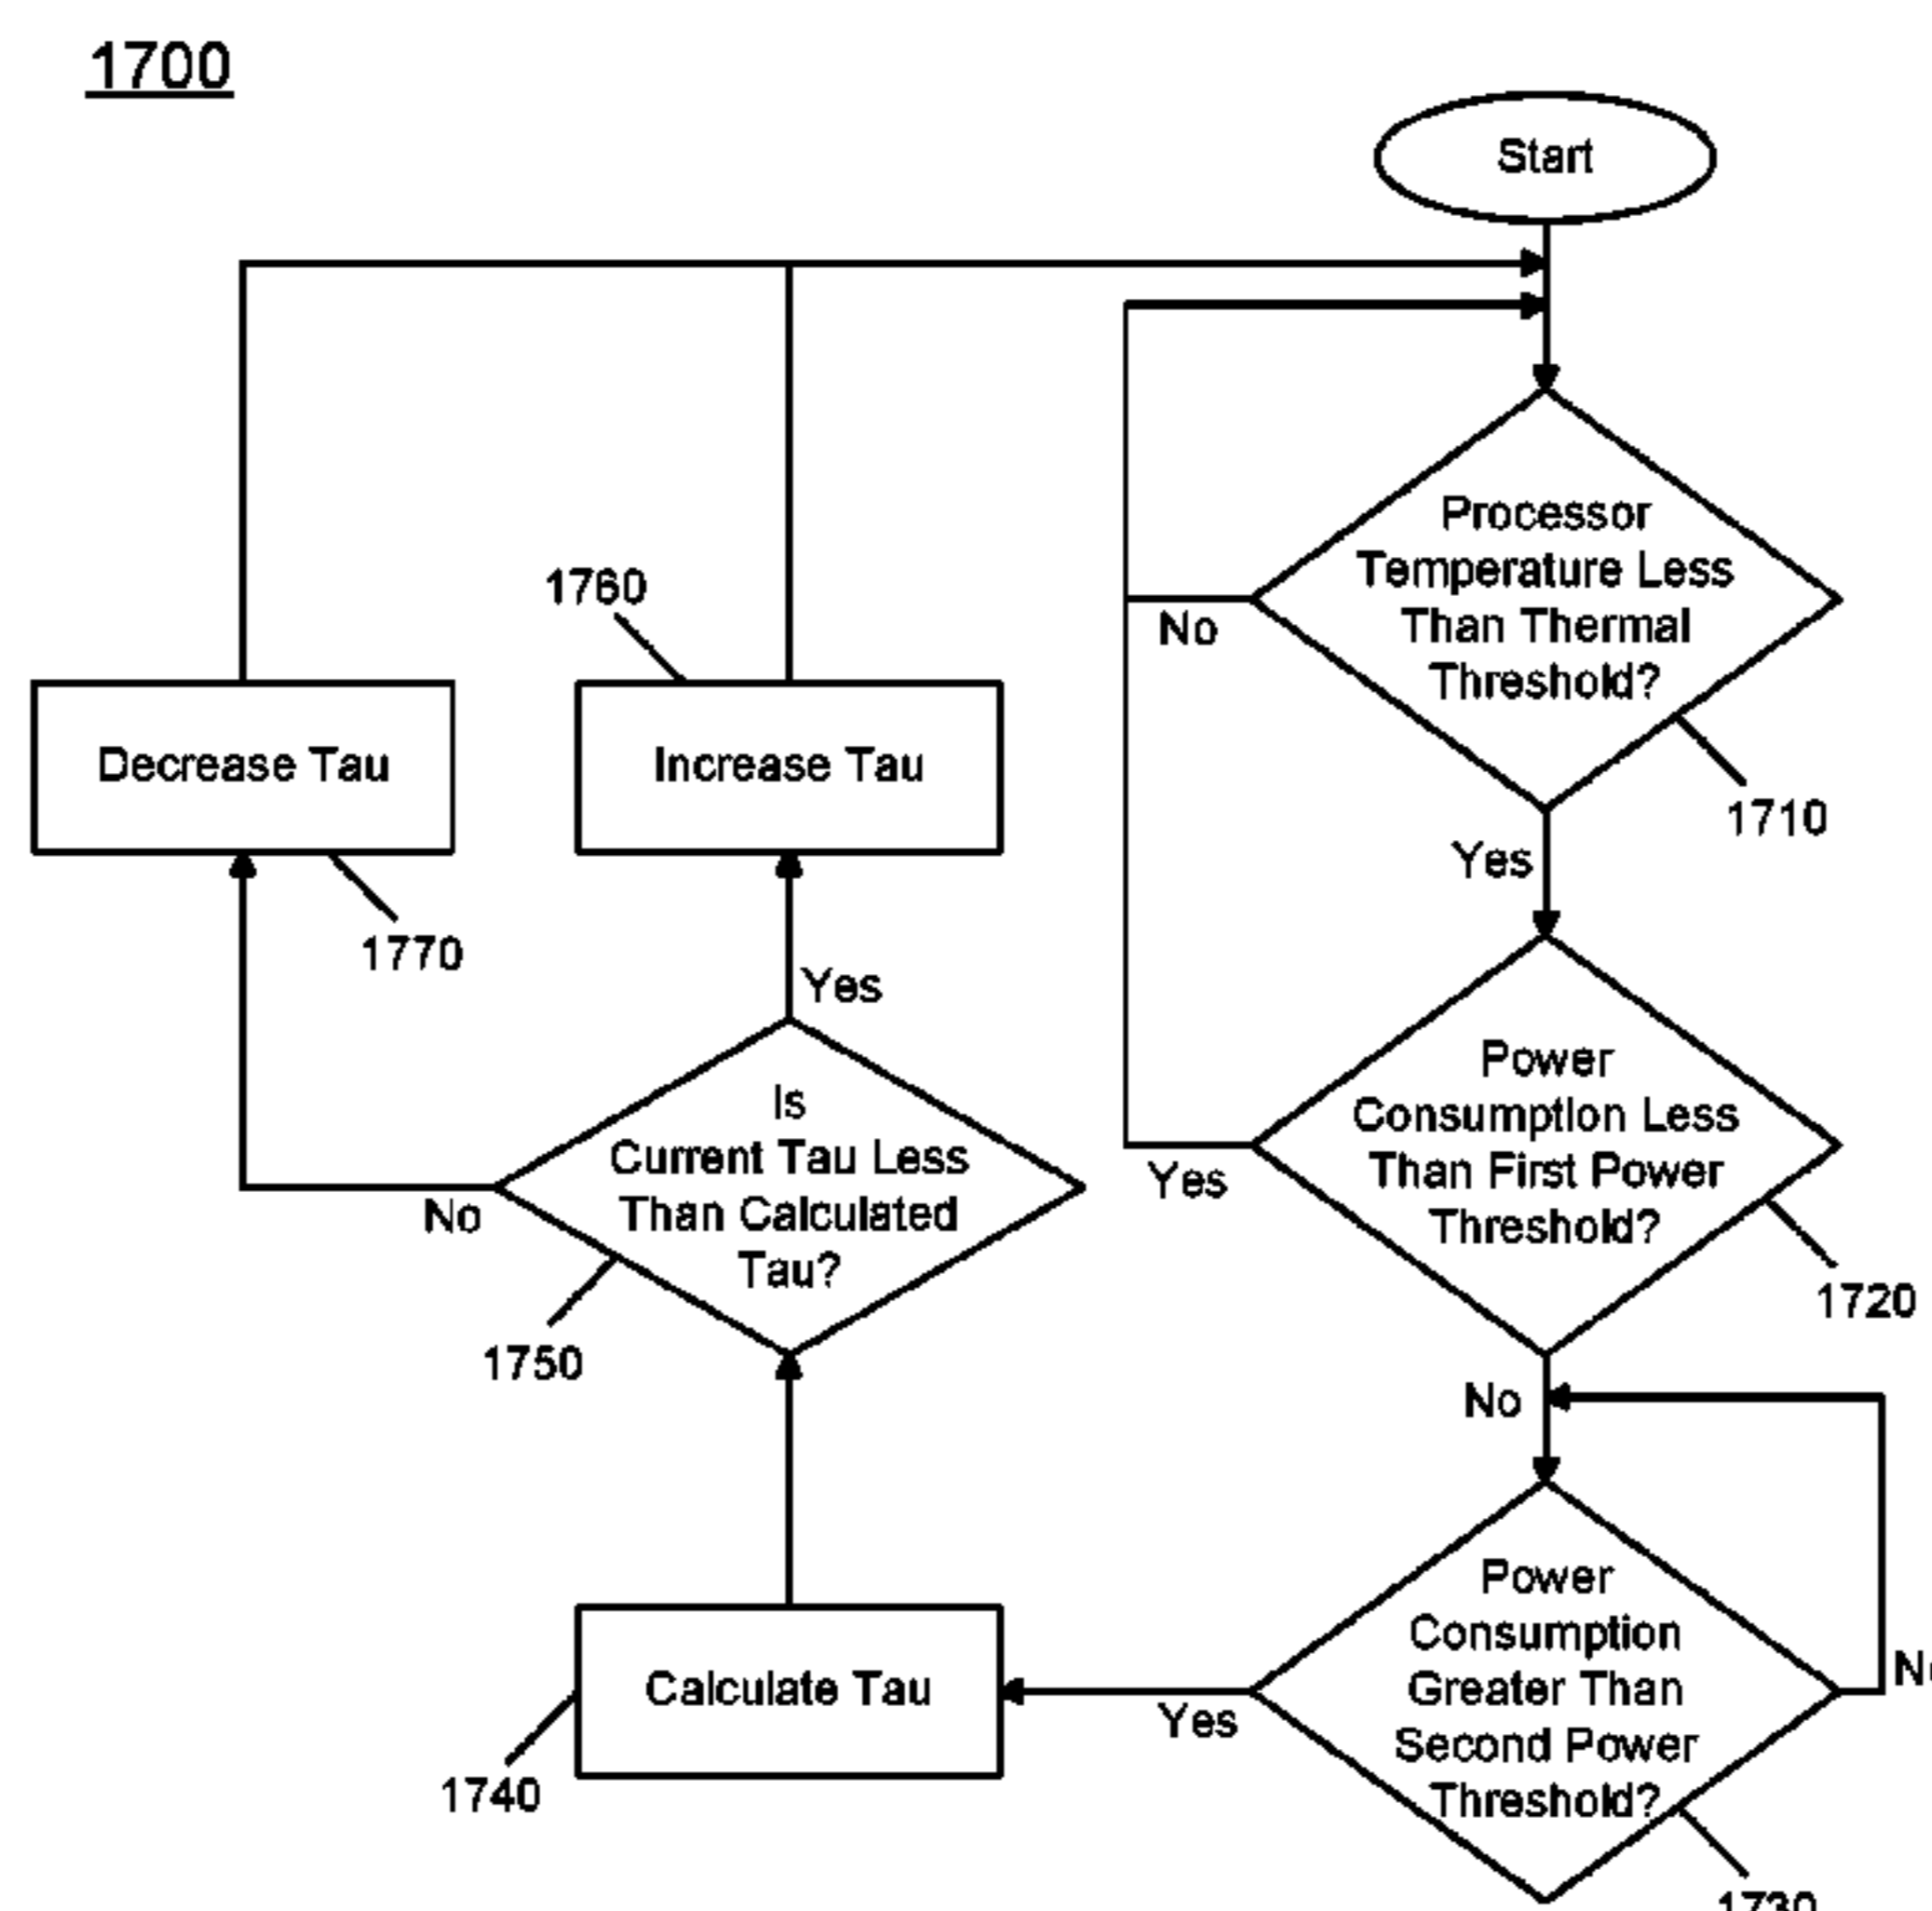 1700
Start
Processor
Temperature Less
Than Thermal
Threshold?
No
1710
Yes
Power
Consumption Less
Than First Power
Threshold?
Yes
1720
No
Power
Consumption
Greater Than
Second Power
Threshold?
Yes
1730
Calculate Tau
1740
Is
Current Tau Less
Than Calculated
Tau?
No
Yes
1750
Increase Tau
1760
Decrease Tau
1770